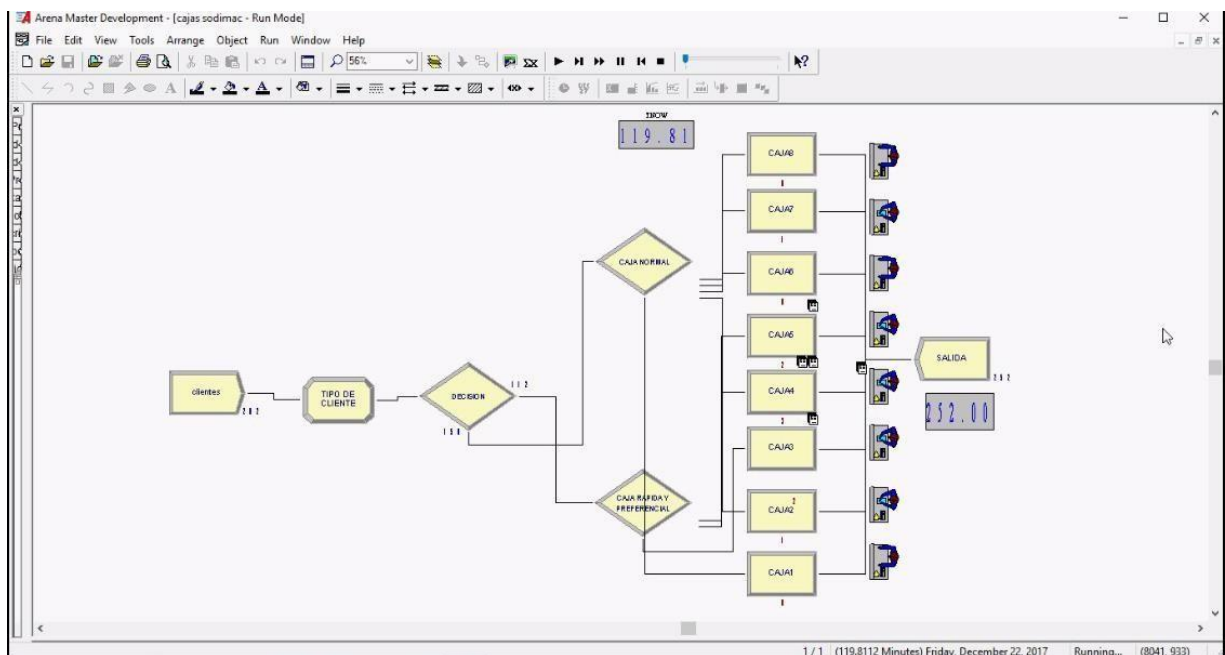 Arena Master Development - [cajas sodimac - Run Mode]
File Edit View Tools Arrange Object Run Window Help
56%
TNOW
119.81
CAJA8
CAJA7
CAJA NORMAL
CAJA6
CAJA5
SALIDA
clientes
TIPO DE
CLIENTE
DECISION
112
CAJA4
252
252.00
CAJA3
CAJA RAPIDA Y
PREFERENCIAL
CAJA2
CAJA1
1 / 1 (119.8112 Minutes) Friday, December 22, 2017 Running... (8041, 933)